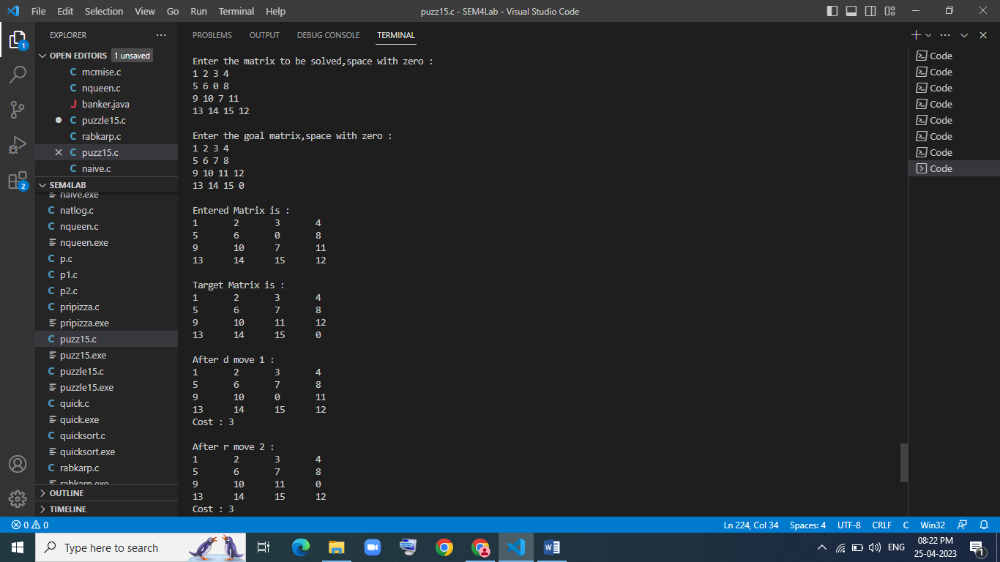 File Edit Selection View Go Run Terminal Help
puzz15.c - SEM4Lab - Visual Studio Code
EXPLORER
OPEN EDITORS 1 unsaved
mcmise.c
nqueen.c
J banker.java
puzzle15.c
rabkarp.c
puzz15.c
naive.c
SEM4LAB
naive.exe
natlog.c
nqueen.c
nqueen.exe
p.c
p1.c
p2.c
pripizza.c
pripizza.exe
puzz15.c
puzz15.exe
puzzle15.c
puzzle15.exe
quick.c
quick.exe
quicksort.c
quicksort.exe
rabkarp.c
rabkarp.exe
OUTLINE
TIMELINE
PROBLEMS OUTPUT DEBUG CONSOLE TERMINAL
Enter the matrix to be solved,space with zero :
1 2 3 4
5 6 0 8
9 10 7 11
13 14 15 12
Enter the goal matrix,space with zero :
1 2 3 4
5 6 7 8
9 10 11 12
13 14 15 0
Entered Matrix is :
1 2 3 4
5 6 0 8
9 10 7 11
13 14 15 12
Target Matrix is :
1 2 3 4
5 6 7 8
9 10 11 12
13 14 15 0
After d move 1 :
1 2 3 4
5 6 7 8
9 10 0 11
13 14 15 12
Cost : 3
After r move 2 :
1 2 3 4
5 6 7 8
9 10 11 0
13 14 15 12
Cost : 3
Code
Code
Code
Code
Code
Code
Code
Code
1
2
0 0
Ln 224, Col 34 Spaces: 4 UTF-8 CRLF C Win32
Type here to search
ENG
08:22 PM
25-04-2023
1